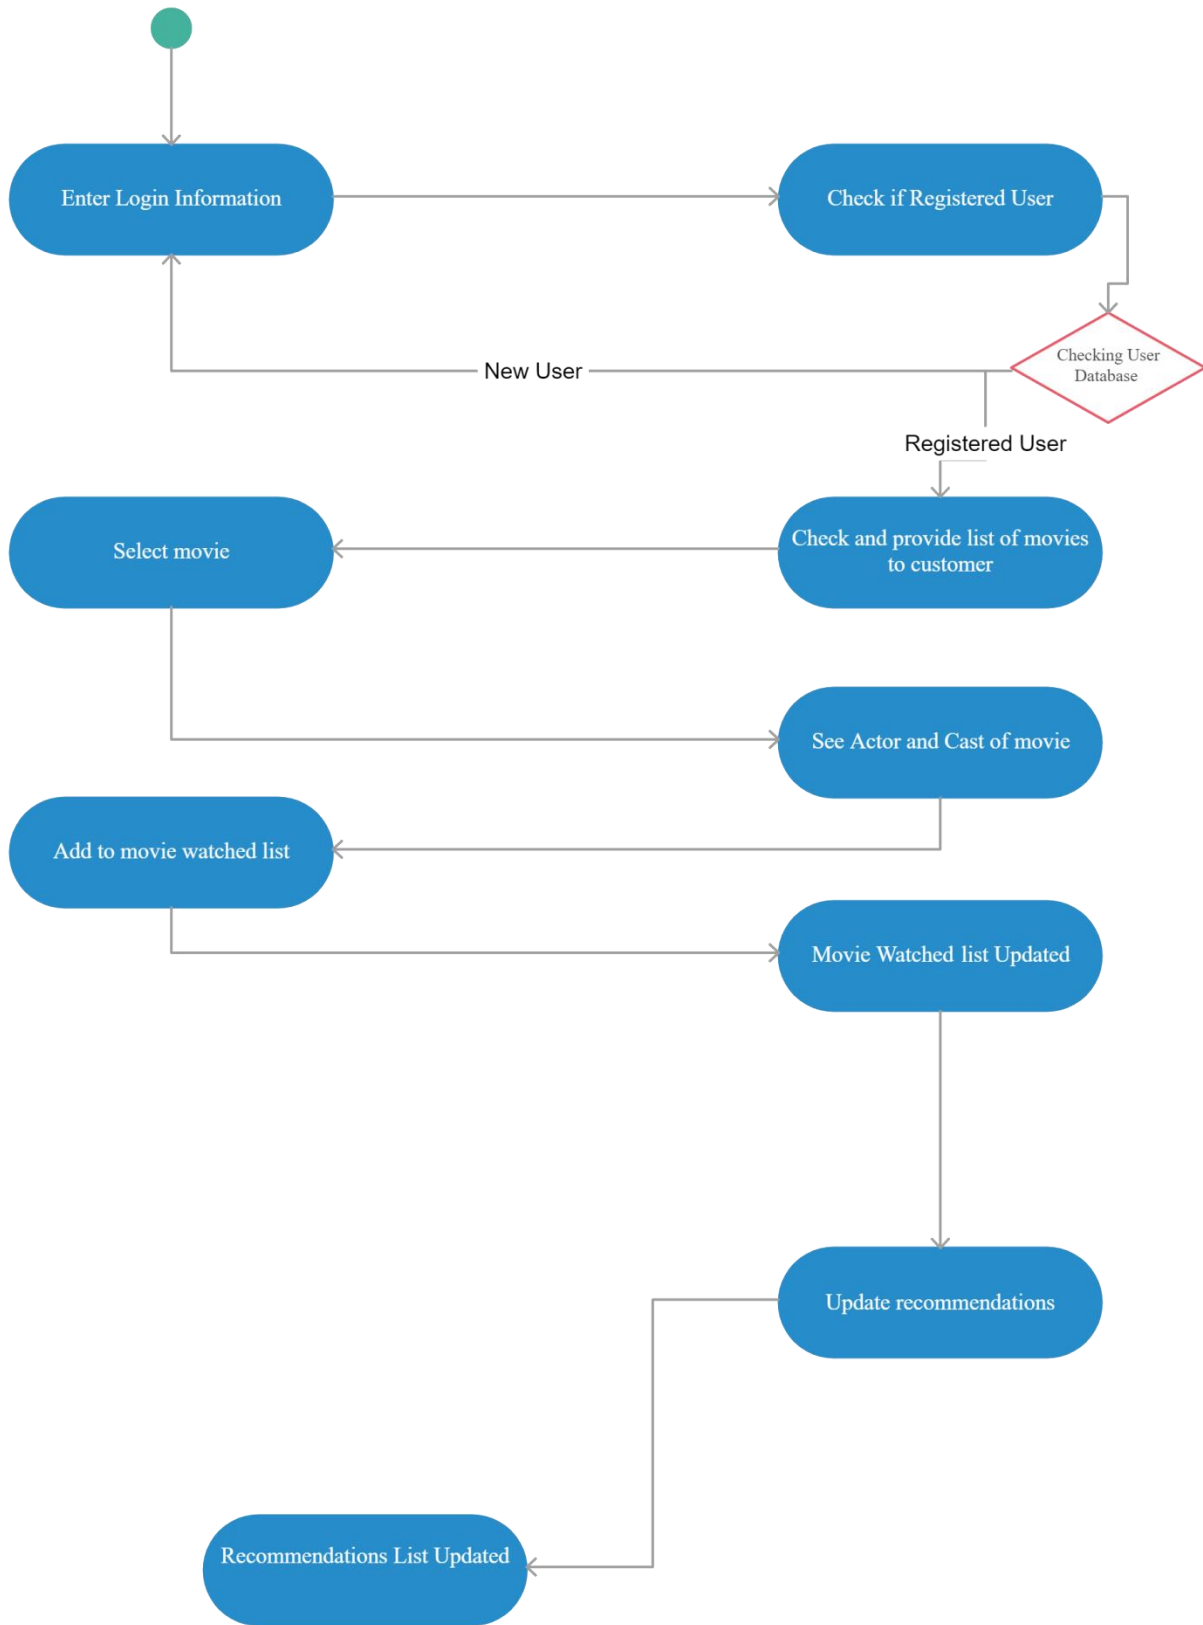 Enter Login Information
Check if Registered User
Checking User
Database
New User
Registered User
Select movie
Check and provide list of movies
to customer
See Actor and Cast of movie
Add to movie watched list
Movie Watched list Updated
Update recommendations
Recommendations List Updated